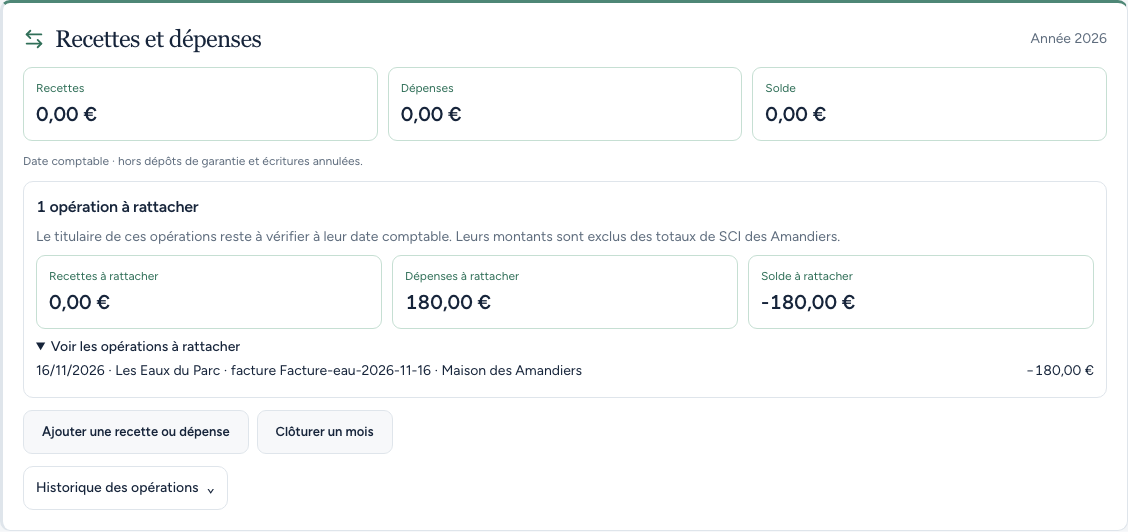 Recettes et dépenses
Année 2026
Recettes
0,00 €
Dépenses
0,00 €
Solde
0,00 €
Date comptable · hors dépôts de garantie et écritures annulées.
1 opération à rattacher
Le titulaire de ces opérations reste à vérifier à leur date comptable. Leurs montants sont exclus des totaux de SCI des Amandiers.
Recettes à rattacher
0,00 €
Dépenses à rattacher
180,00 €
Solde à rattacher
-180,00 €
▼ Voir les opérations à rattacher
16/11/2026 · Les Eaux du Parc · facture Facture-eau-2026-11-16 · Maison des Amandiers
−180,00 €
Ajouter une recette ou dépense
Clôturer un mois
Historique des opérations